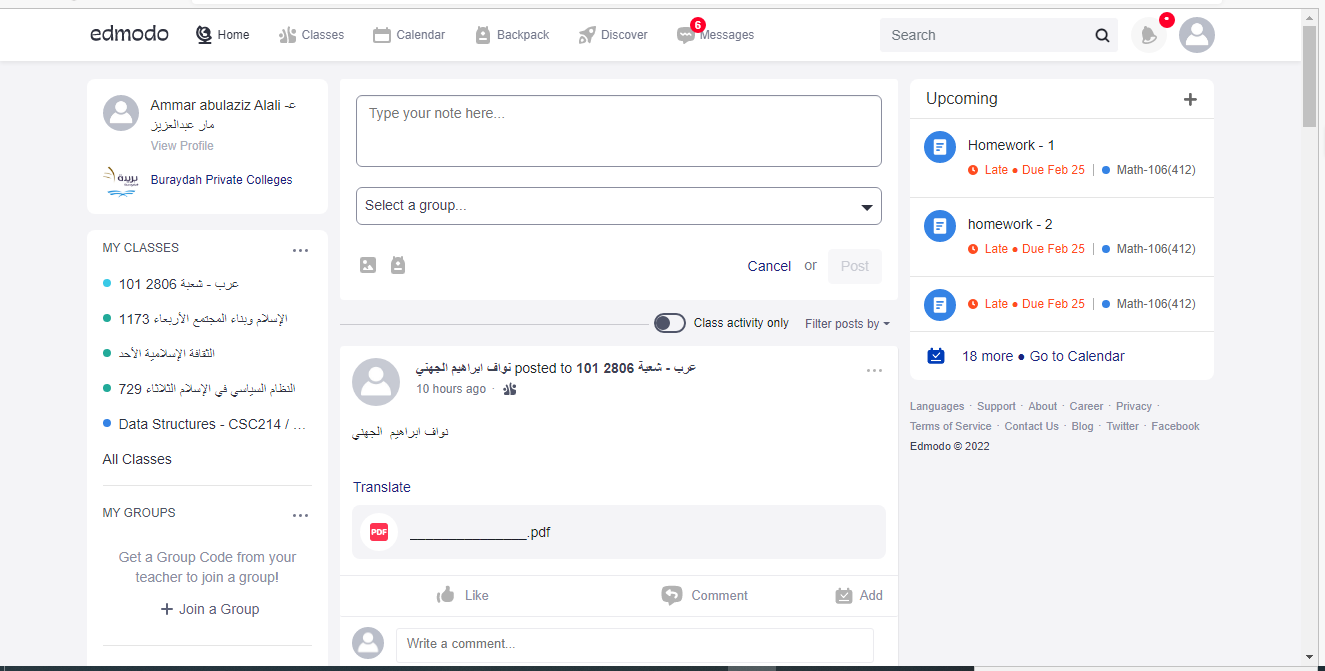 edmodo
Home
Classes
Calendar
Backpack
Discover
6
Messages
Search
Ammar abulaziz Alali -ع
مار عبدالعزيز
View Profile
بريدة
Buraydah Private Colleges
MY CLASSES
عرب - شعبة 2806 101
الإسلام وبناء المجتمع الأربعاء 1173
الثقافة الإسلامية الأحد
النظام السياسي في الإسلام الثلاثاء 729
Data Structures - CSC214 / ...
All Classes
MY GROUPS
Get a Group Code from your
teacher to join a group!
+ Join a Group
Type your note here...
Select a group...
Cancel or Post
Class activity only
Filter posts by
نواف ابراهيم الجهني posted to عرب - شعبة 2806 101
10 hours ago ·
نواف ابراهيم الجهني
Translate
PDF
_______________.pdf
Like
Comment
Add
Write a comment...
Upcoming +
Homework - 1
Late • Due Feb 25 | • Math-106(412)
homework - 2
Late • Due Feb 25 | • Math-106(412)
Late • Due Feb 25 | • Math-106(412)
18 more • Go to Calendar
Languages · Support · About · Career · Privacy ·
Terms of Service · Contact Us · Blog · Twitter · Facebook
Edmodo © 2022